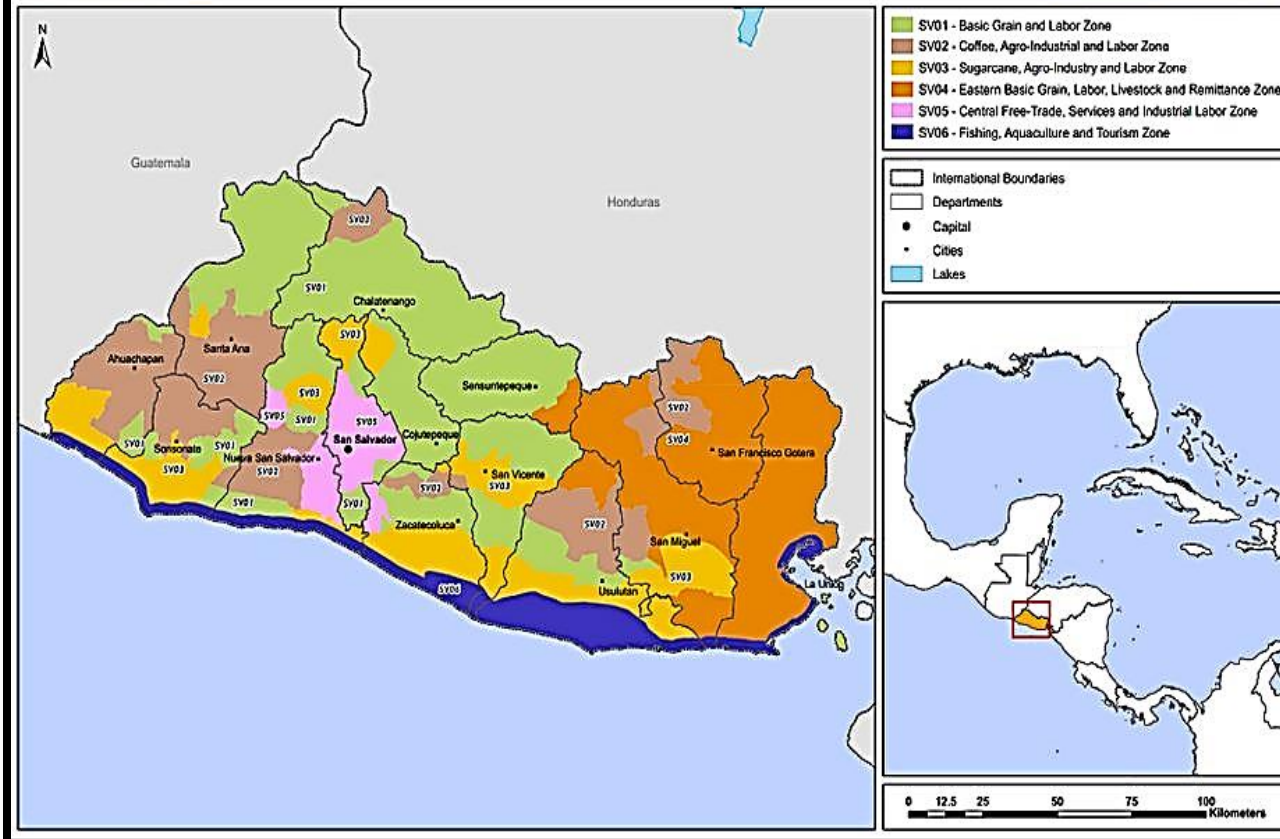 N
Guatemala
Honduras
SV02
SV01
Chalatenango
SV03
Ahuachapan
Santa Ana
SV02
Sensuntepeque
SV03
SV05
SV01
SV05
SV02
SV04
San Salvador
Cojutepeque
San Francisco Gotera
SV01
Sonsonate
SV01
Nueva San Salvador
SV02
SV03
San Vicente
SV03
SV02
SV01
SV01
Zacatecoluca
SV02
San Miguel
SV03
SV06
Usulután
La Union
SV01 - Basic Grain and Labor Zone
SV02 - Coffee, Agro-Industrial and Labor Zone
SV03 - Sugarcane, Agro-Industry and Labor Zone
SV04 - Eastern Basic Grain, Labor, Livestock and Remittance Zone
SV05 - Central Free-Trade, Services and Industrial Labor Zone
SV06 - Fishing, Aquaculture and Tourism Zone
International Boundaries
Departments
Capital
Cities
Lakes
0 12.5 25 50 75 100
Kilometers